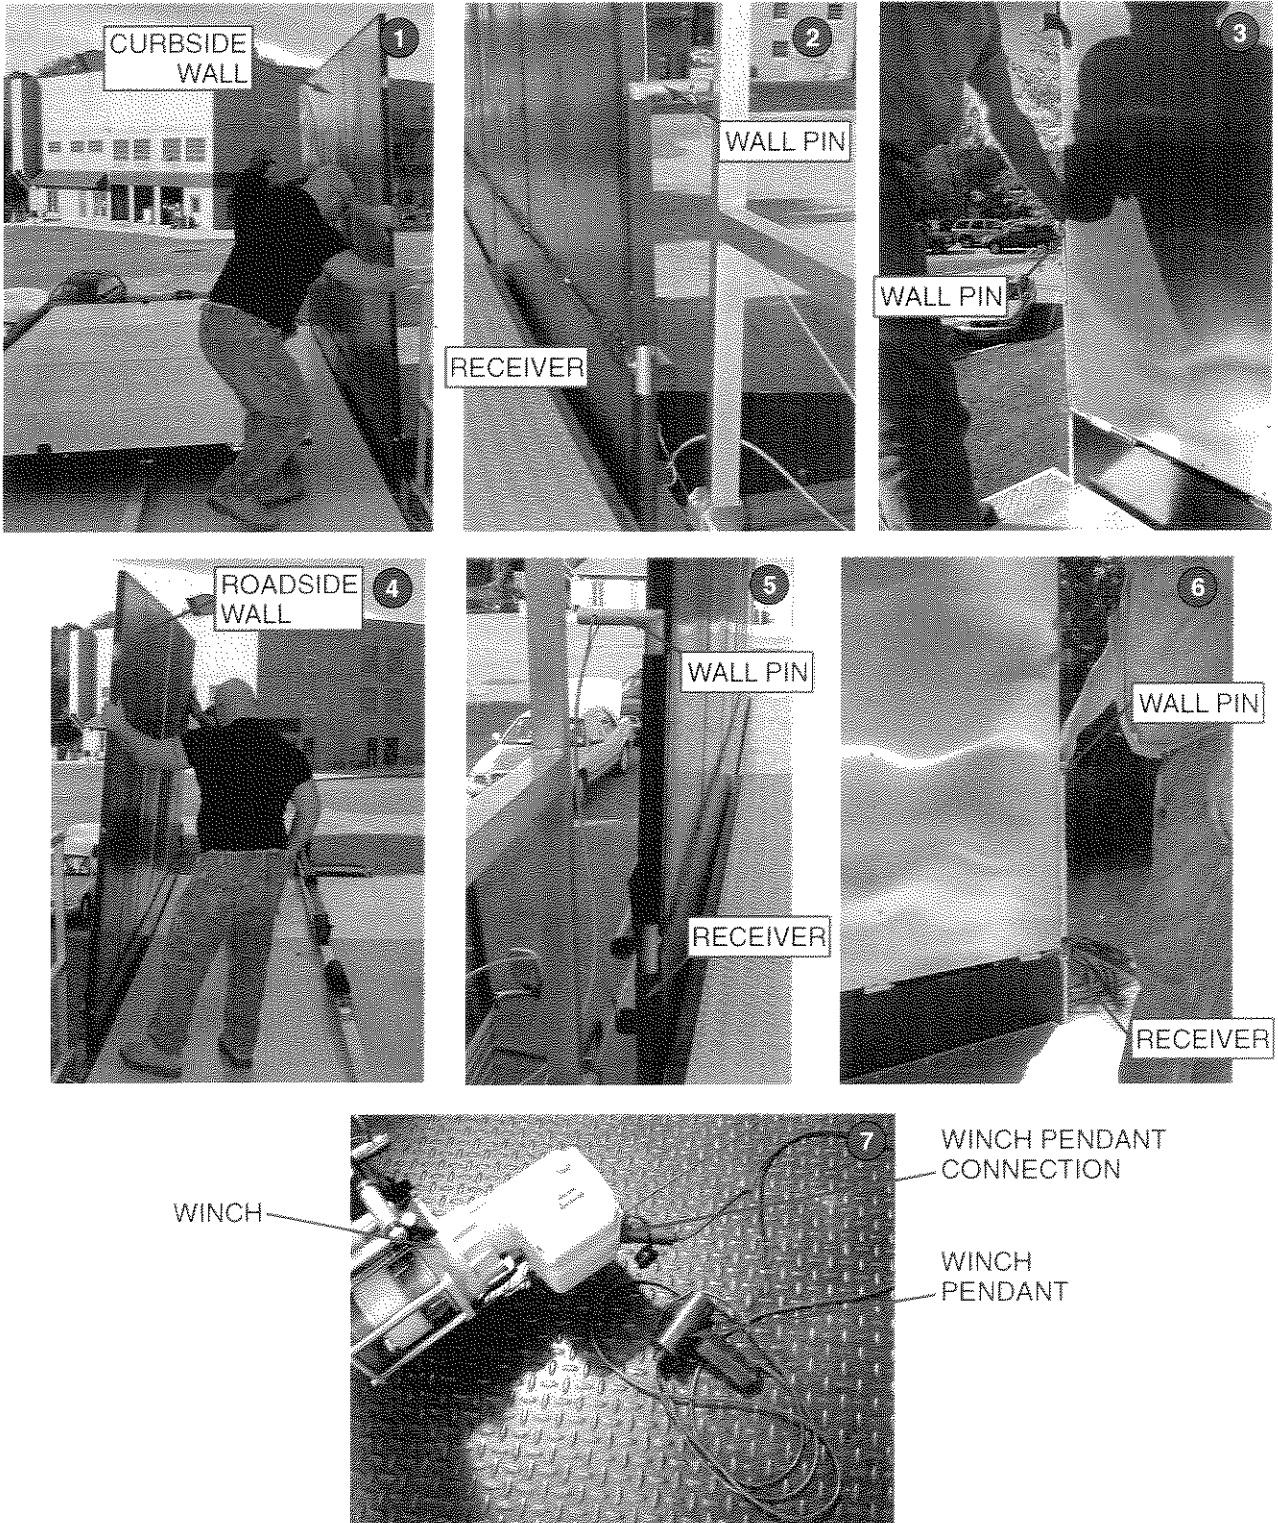 CURBSIDE
WALL
1
2
WALL PIN
RECEIVER
3
WALL PIN
ROADSIDE
WALL
4
5
WALL PIN
RECEIVER
6
WALL PIN
RECEIVER
7
WINCH
WINCH PENDANT
CONNECTION
WINCH
PENDANT